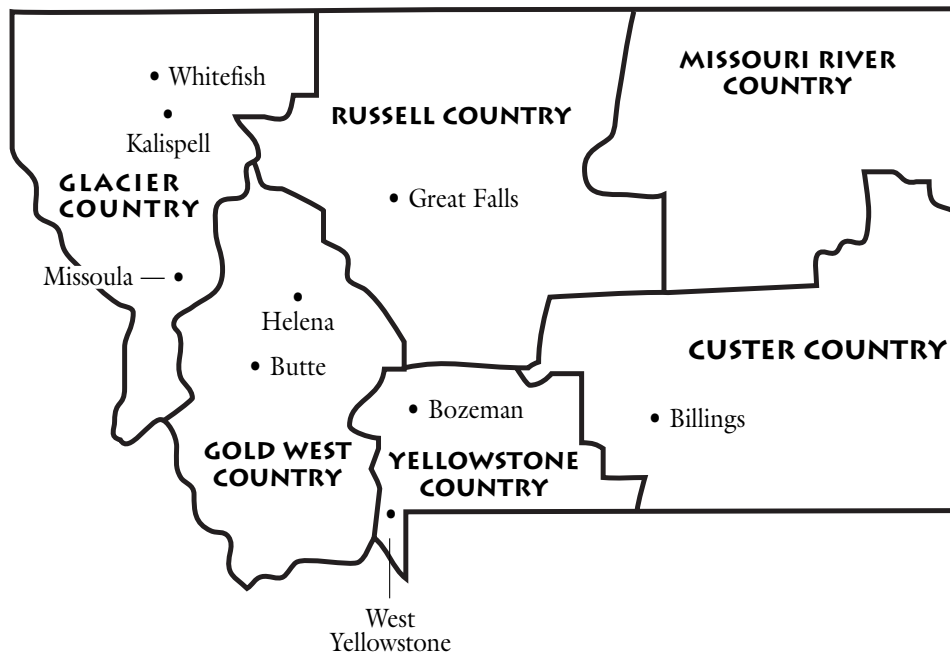 MISSOURI RIVER
COUNTRY
Whitefish
RUSSELL COUNTRY
Kalispell
GLACIER
COUNTRY
Great Falls
Missoula
Helena
CUSTER COUNTRY
Butte
Bozeman
Billings
GOLD WEST
COUNTRY
YELLOWSTONE
COUNTRY
West
Yellowstone